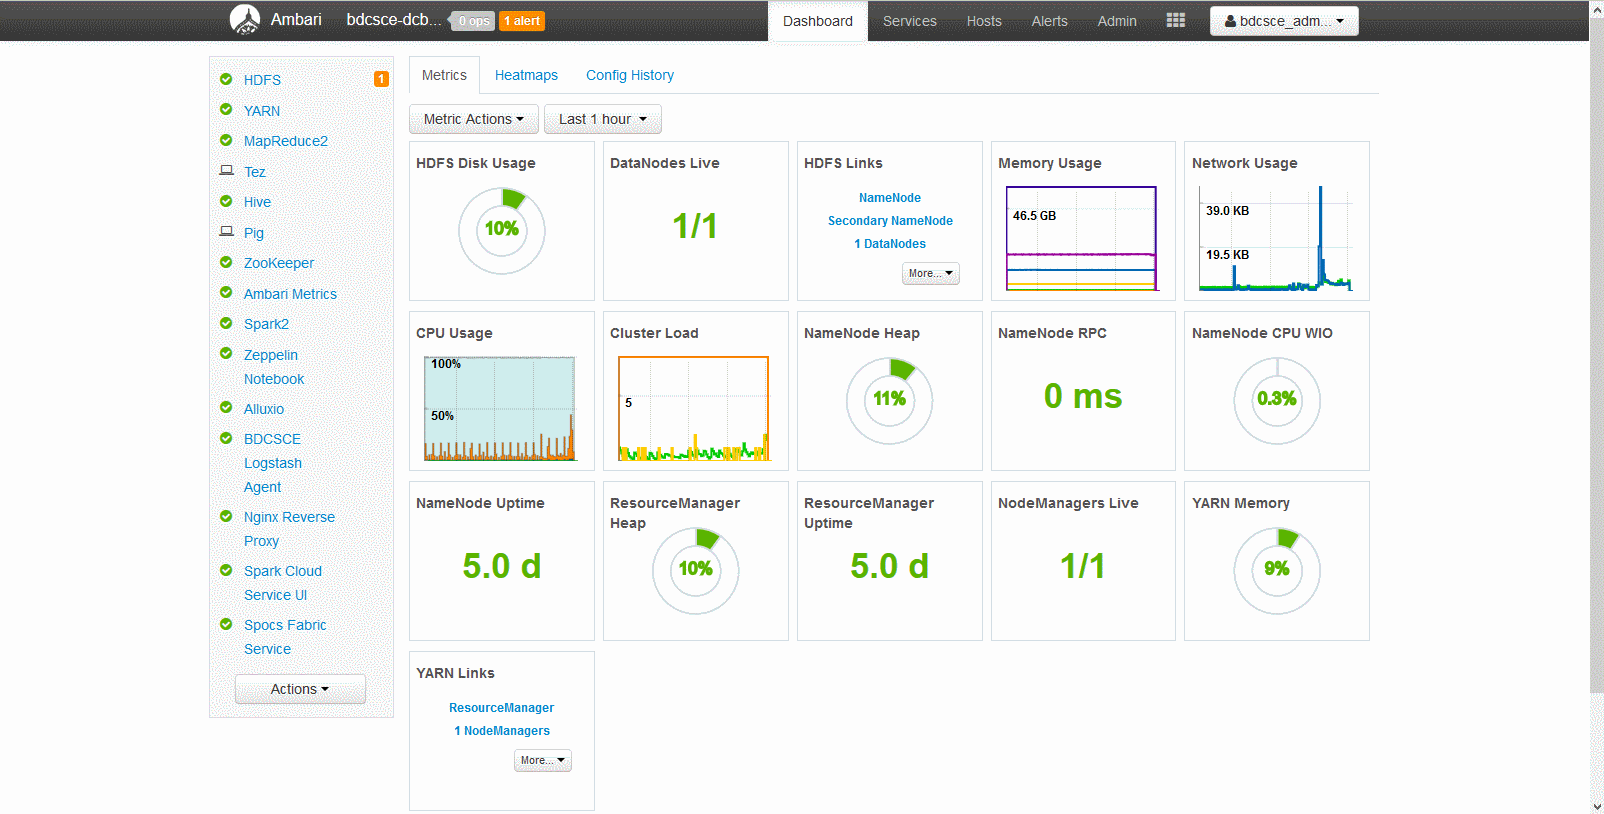 Ambari bdcsce-dcb... 0 ops 1 alert Dashboard Services Hosts Alerts Admin bdcsce_adm...
HDFS 1
YARN
MapReduce2
Tez
Hive
Pig
ZooKeeper
Ambari Metrics
Spark2
Zeppelin
Notebook
Alluxio
BDCSCE
Logstash
Agent
Nginx Reverse
Proxy
Spark Cloud
Service UI
Spocs Fabric
Service
Actions
Metrics Heatmaps Config History
Metric Actions Last 1 hour
HDFS Disk Usage
10%
DataNodes Live
1/1
HDFS Links
NameNode
Secondary NameNode
1 DataNodes
More...
Memory Usage
46.5 GB
Network Usage
39.0 KB
19.5 KB
CPU Usage
100%
50%
Cluster Load
5
NameNode Heap
11%
NameNode RPC
0 ms
NameNode CPU WIO
0.3%
NameNode Uptime
5.0 d
ResourceManager
Heap
10%
ResourceManager
Uptime
5.0 d
NodeManagers Live
1/1
YARN Memory
9%
YARN Links
ResourceManager
1 NodeManagers
More...